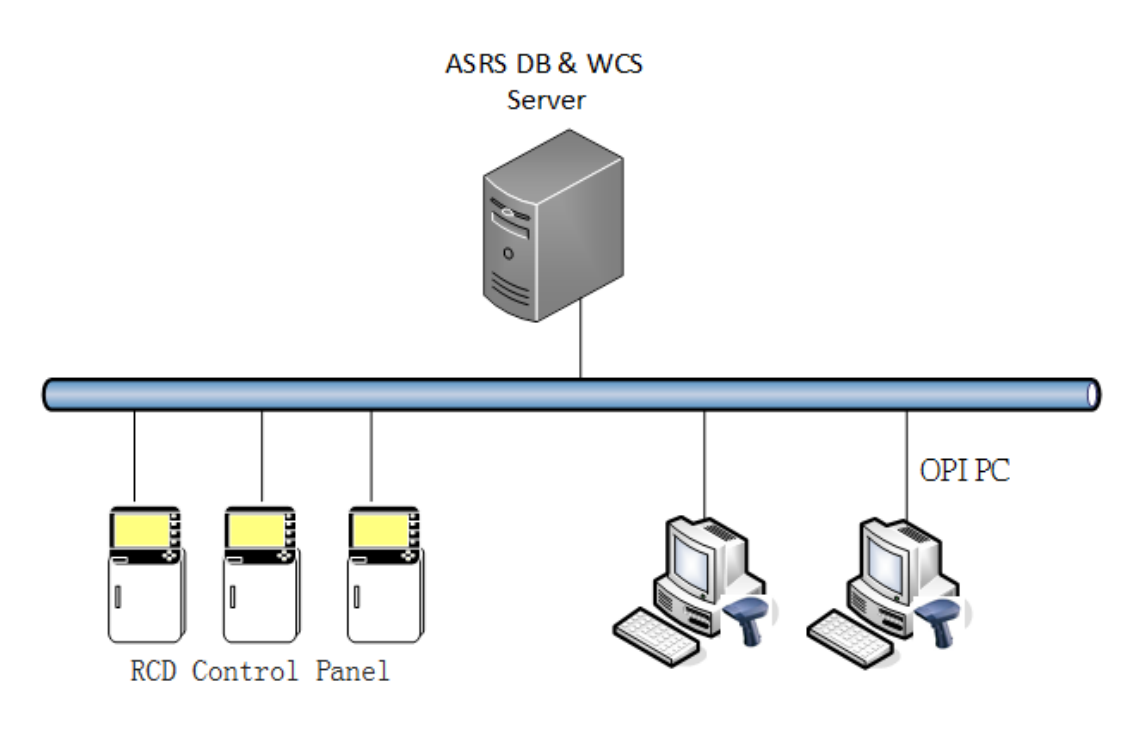 ASRS DB & WCS
Server
OPI PC
RCD Control Panel